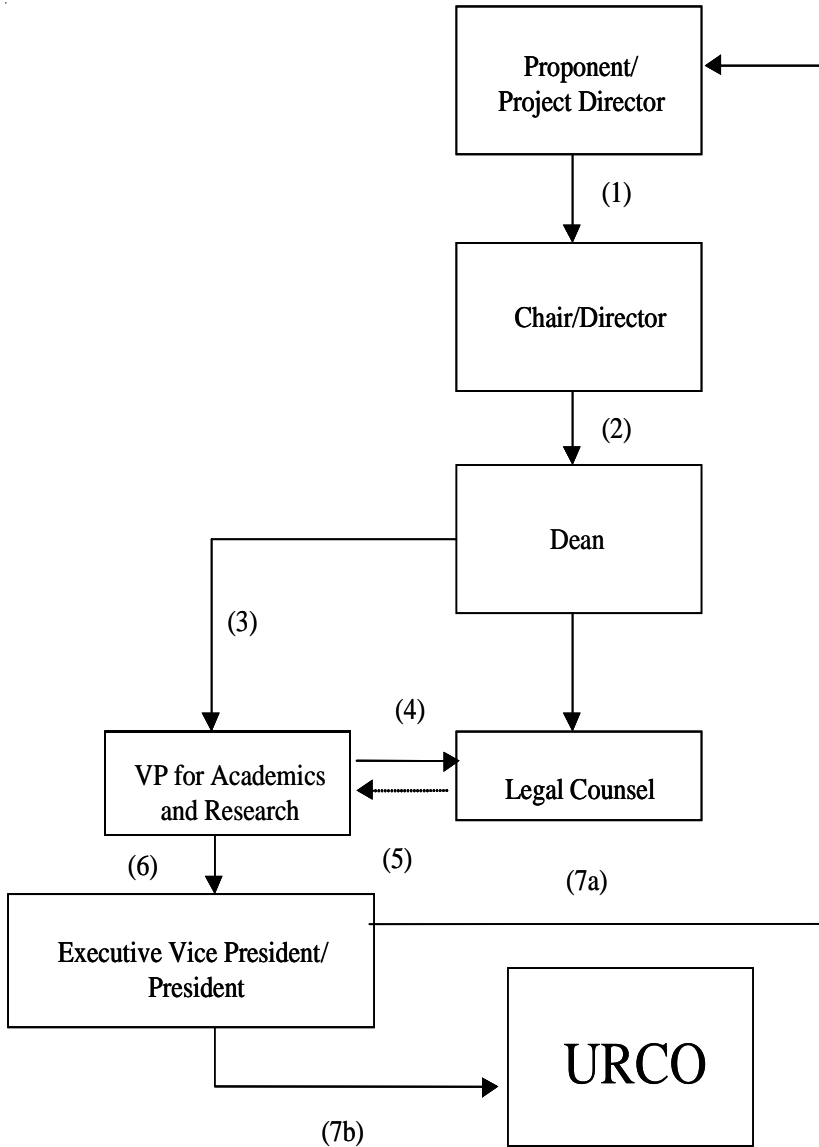 Proponent/
Project Director
(1)
Chair/Director
(2)
Dean
(3)
(4)
VP for Academics
and Research
Legal Counsel
(5)
(6)
(7a)
Executive Vice President/
President
URCO
(7b)